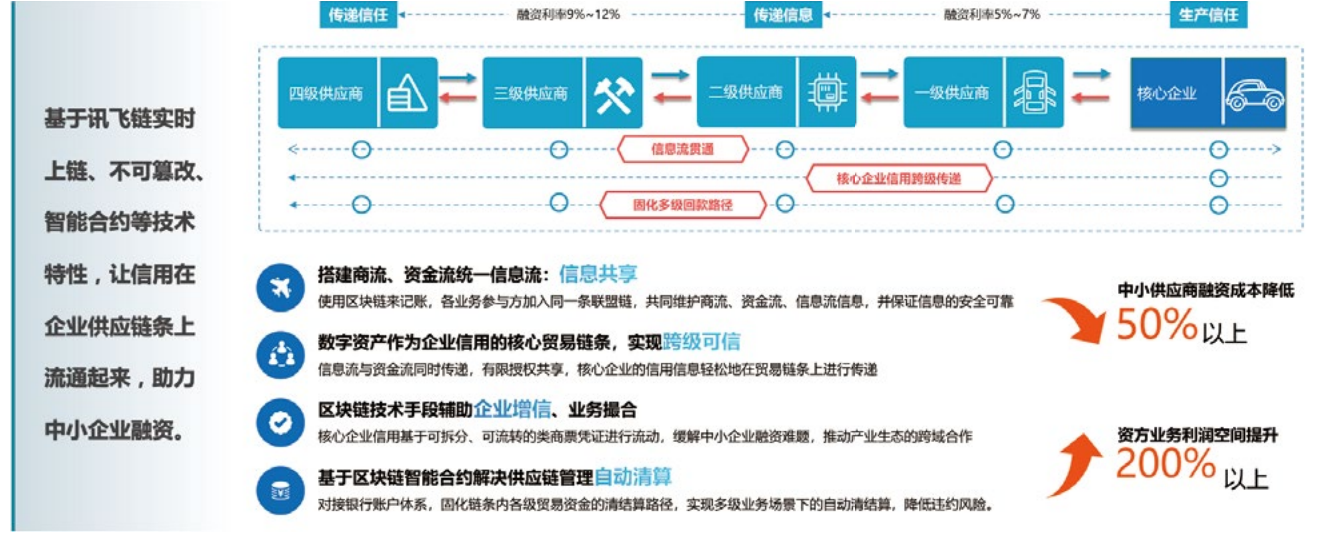 传递信任
融资利率9%~12%
传递信息
融资利率5%~7%
生产信任
四级供应商
三级供应商
二级供应商
一级供应商
核心企业
信息流贯通
核心企业信用跨级传递
固化多级回款路径
基于讯飞链实时
上链、不可篡改、
智能合约等技术
特性，让信用在
企业供应链条上
流通起来，助力
中小企业融资。
搭建商流、资金流统一信息流：信息共享
使用区块链来记账，各业务参与方加入同一条联盟链，共同维护商流、资金流、信息流信息，并保证信息的安全可靠
数字资产作为企业信用的核心贸易链条，实现跨级可信
信息流与资金流同时传递，有限授权共享，核心企业的信用信息轻松地在贸易链条上进行传递
区块链技术手段辅助企业增信、业务撮合
核心企业信用基于可拆分、可流转的类商票凭证进行流动，缓解中小企业融资难题，推动产业生态的跨域合作
基于区块链智能合约解决供应链管理自动清算
对接银行账户体系，固化链条内各级贸易资金的清结算路径，实现多级业务场景下的自动清结算，降低违约风险。
中小供应商融资成本降低
50%以上
资方业务利润空间提升
200%以上